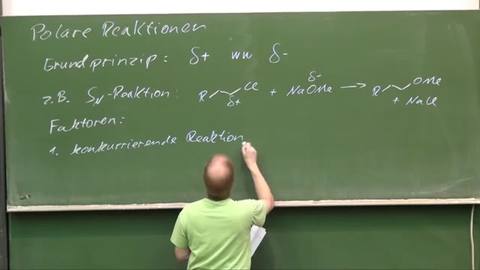 Polare Reaktionen
Grundprinzip: δ+ ww δ-
z.B. SN-Reaktion: R Cl δ+ + NaOMe δ- → R OMe + NaCl
Faktoren:
1. konkurrierende Reaktion